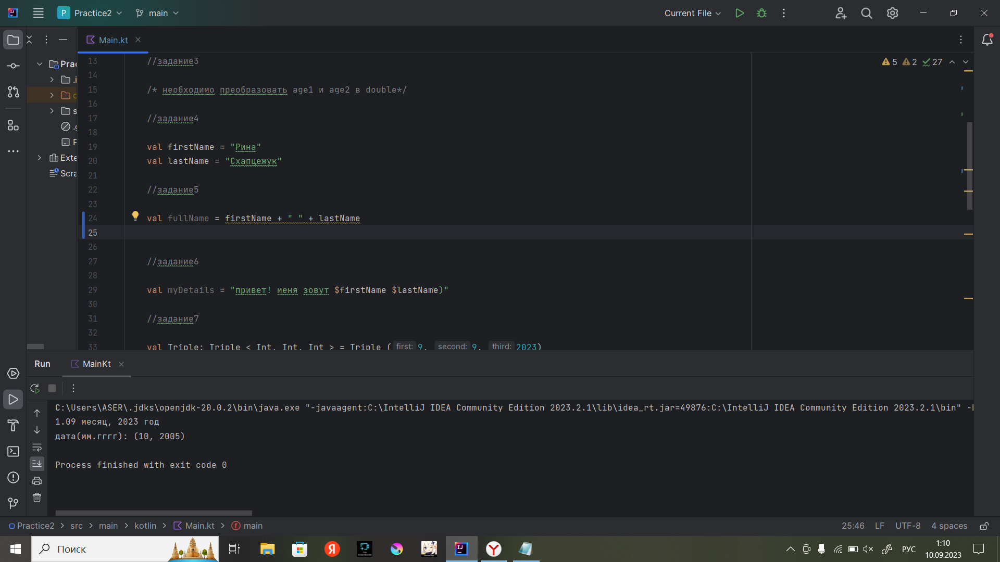 P Practice2 main Current File
Main.kt
Prac
Exte
Scra
5 2 27
13 //задание3
14
15 /* необходимо преобразовать age1 и age2 в double*/
16
17 //задание4
18
19 val firstName = "Рина"
20 val lastName = "Схапцежук"
21
22 //задание5
23
24 val fullName = firstName + " " + lastName
25
26
27 //задание6
28
29 val myDetails = "привет! меня зовут $firstName $lastName)"
30
31 //задание7
32
33 val Triple: Triple < Int, Int, Int > = Triple ( first: 9, second: 9, third: 2023)
Run MainKt
C:\Users\ASER\.jdks\openjdk-20.0.2\bin\java.exe "-javaagent:C:\IntelliJ IDEA Community Edition 2023.2.1\lib\idea_rt.jar=49876:C:\IntelliJ IDEA Community Edition 2023.2.1\bin"
1.09 месяц, 2023 год
дата(мм.гггг): (10, 2005)
Process finished with exit code 0
Practice2 > src > main > kotlin > Main.kt > main 25:46 LF UTF-8 4 spaces
Поиск РУС 1:10
10.09.2023